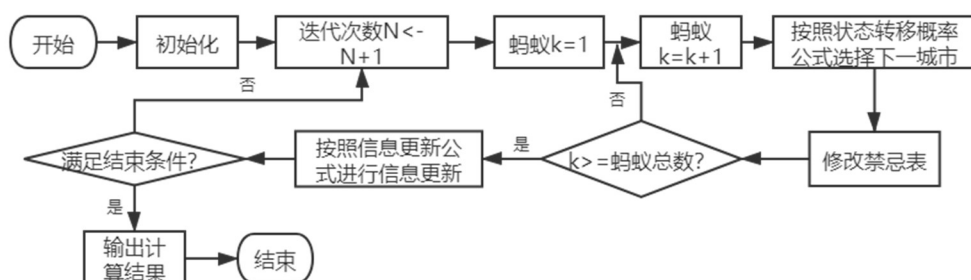 开始
初始化
迭代次数N<-
N+1
蚂蚁k=1
蚂蚁
k=k+1
按照状态转移概率
公式选择下一城市
否
否
满足结束条件?
按照信息更新公
式进行信息更新
是
k>=蚂蚁总数?
修改禁忌表
是
输出计
算结果
结束